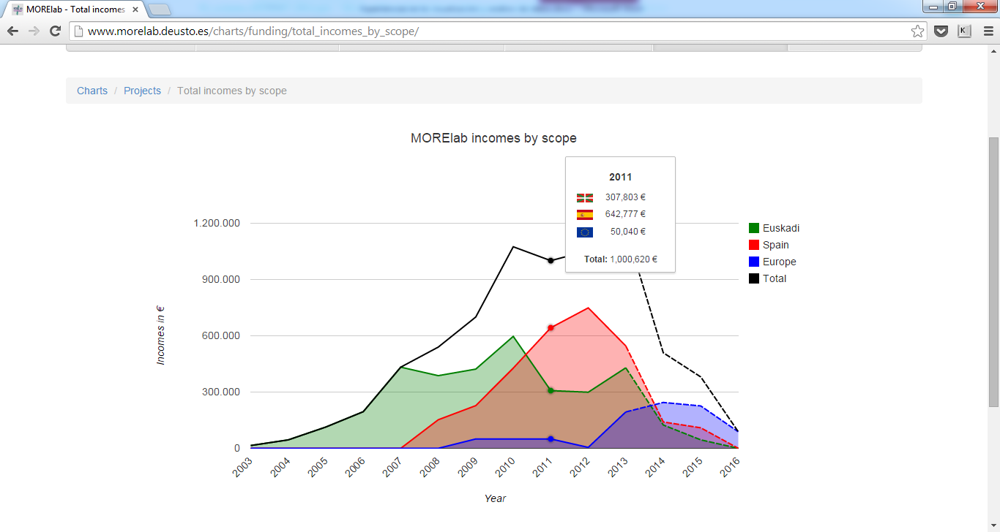 MORElab - Total incomes
www.morelab.deusto.es/charts/funding/total_incomes_by_scope/
Charts / Projects / Total incomes by scope
MORElab incomes by scope
2011
307,803 €
642,777 €
50,040 €
Total: 1,000,620 €
1.200.000
900.000
600.000
300.000
0
Incomes in €
Euskadi
Spain
Europe
Total
2003 2004 2005 2006 2007 2008 2009 2010 2011 2012 2013 2014 2015 2016
Year